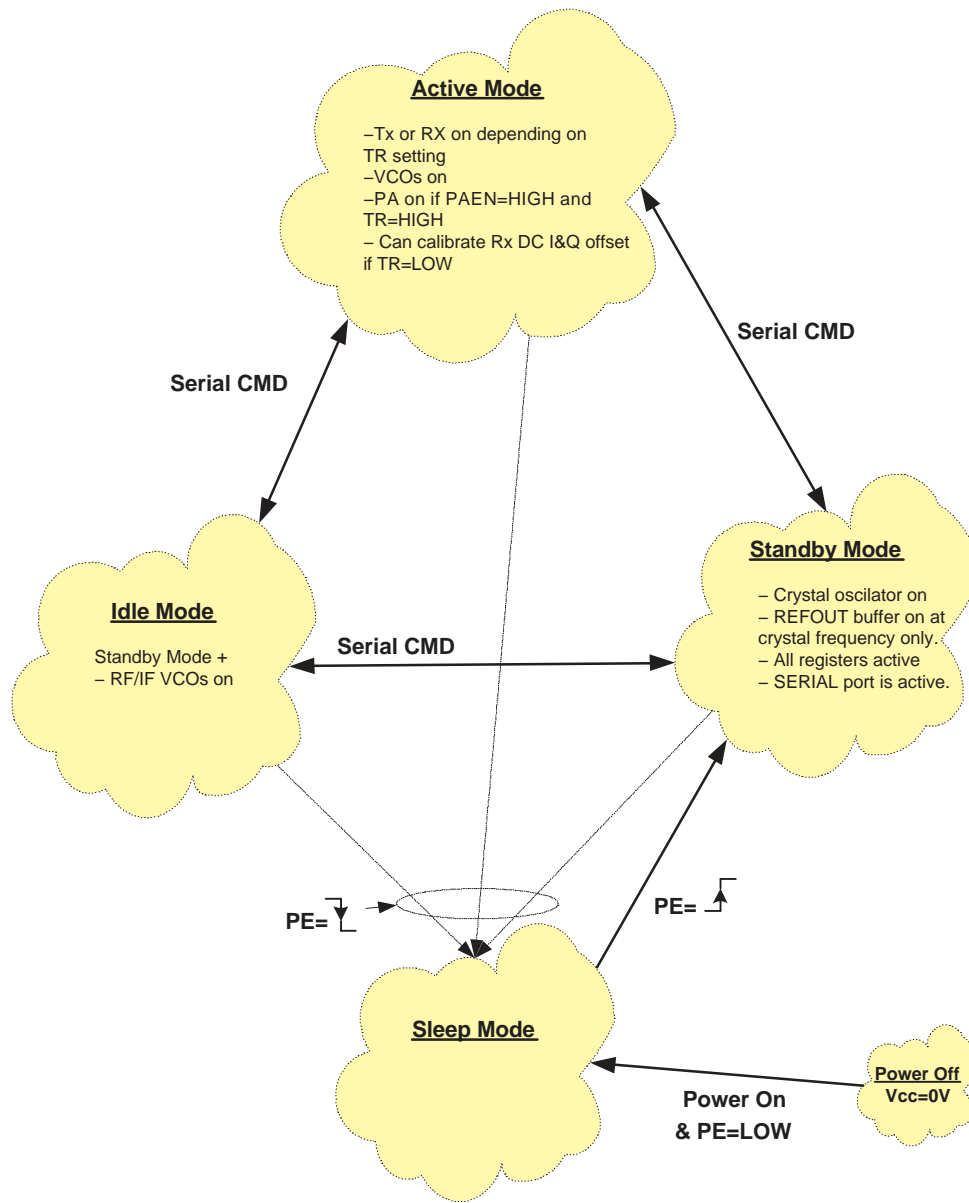 Active Mode
–Tx or RX on depending on
TR setting
–VCOs on
–PA on if PAEN=HIGH and
TR=HIGH
– Can calibrate Rx DC I&Q offset
if TR=LOW
Serial CMD
Serial CMD
Standby Mode
– Crystal oscilator on
– REFOUT buffer on at
crystal frequency only.
– All registers active
– SERIAL port is active.
Idle Mode
Standby Mode +
– RF/IF VCOs on
Serial CMD
PE=
PE=
Sleep Mode
Power Off
Vcc=0V
Power On
& PE=LOW